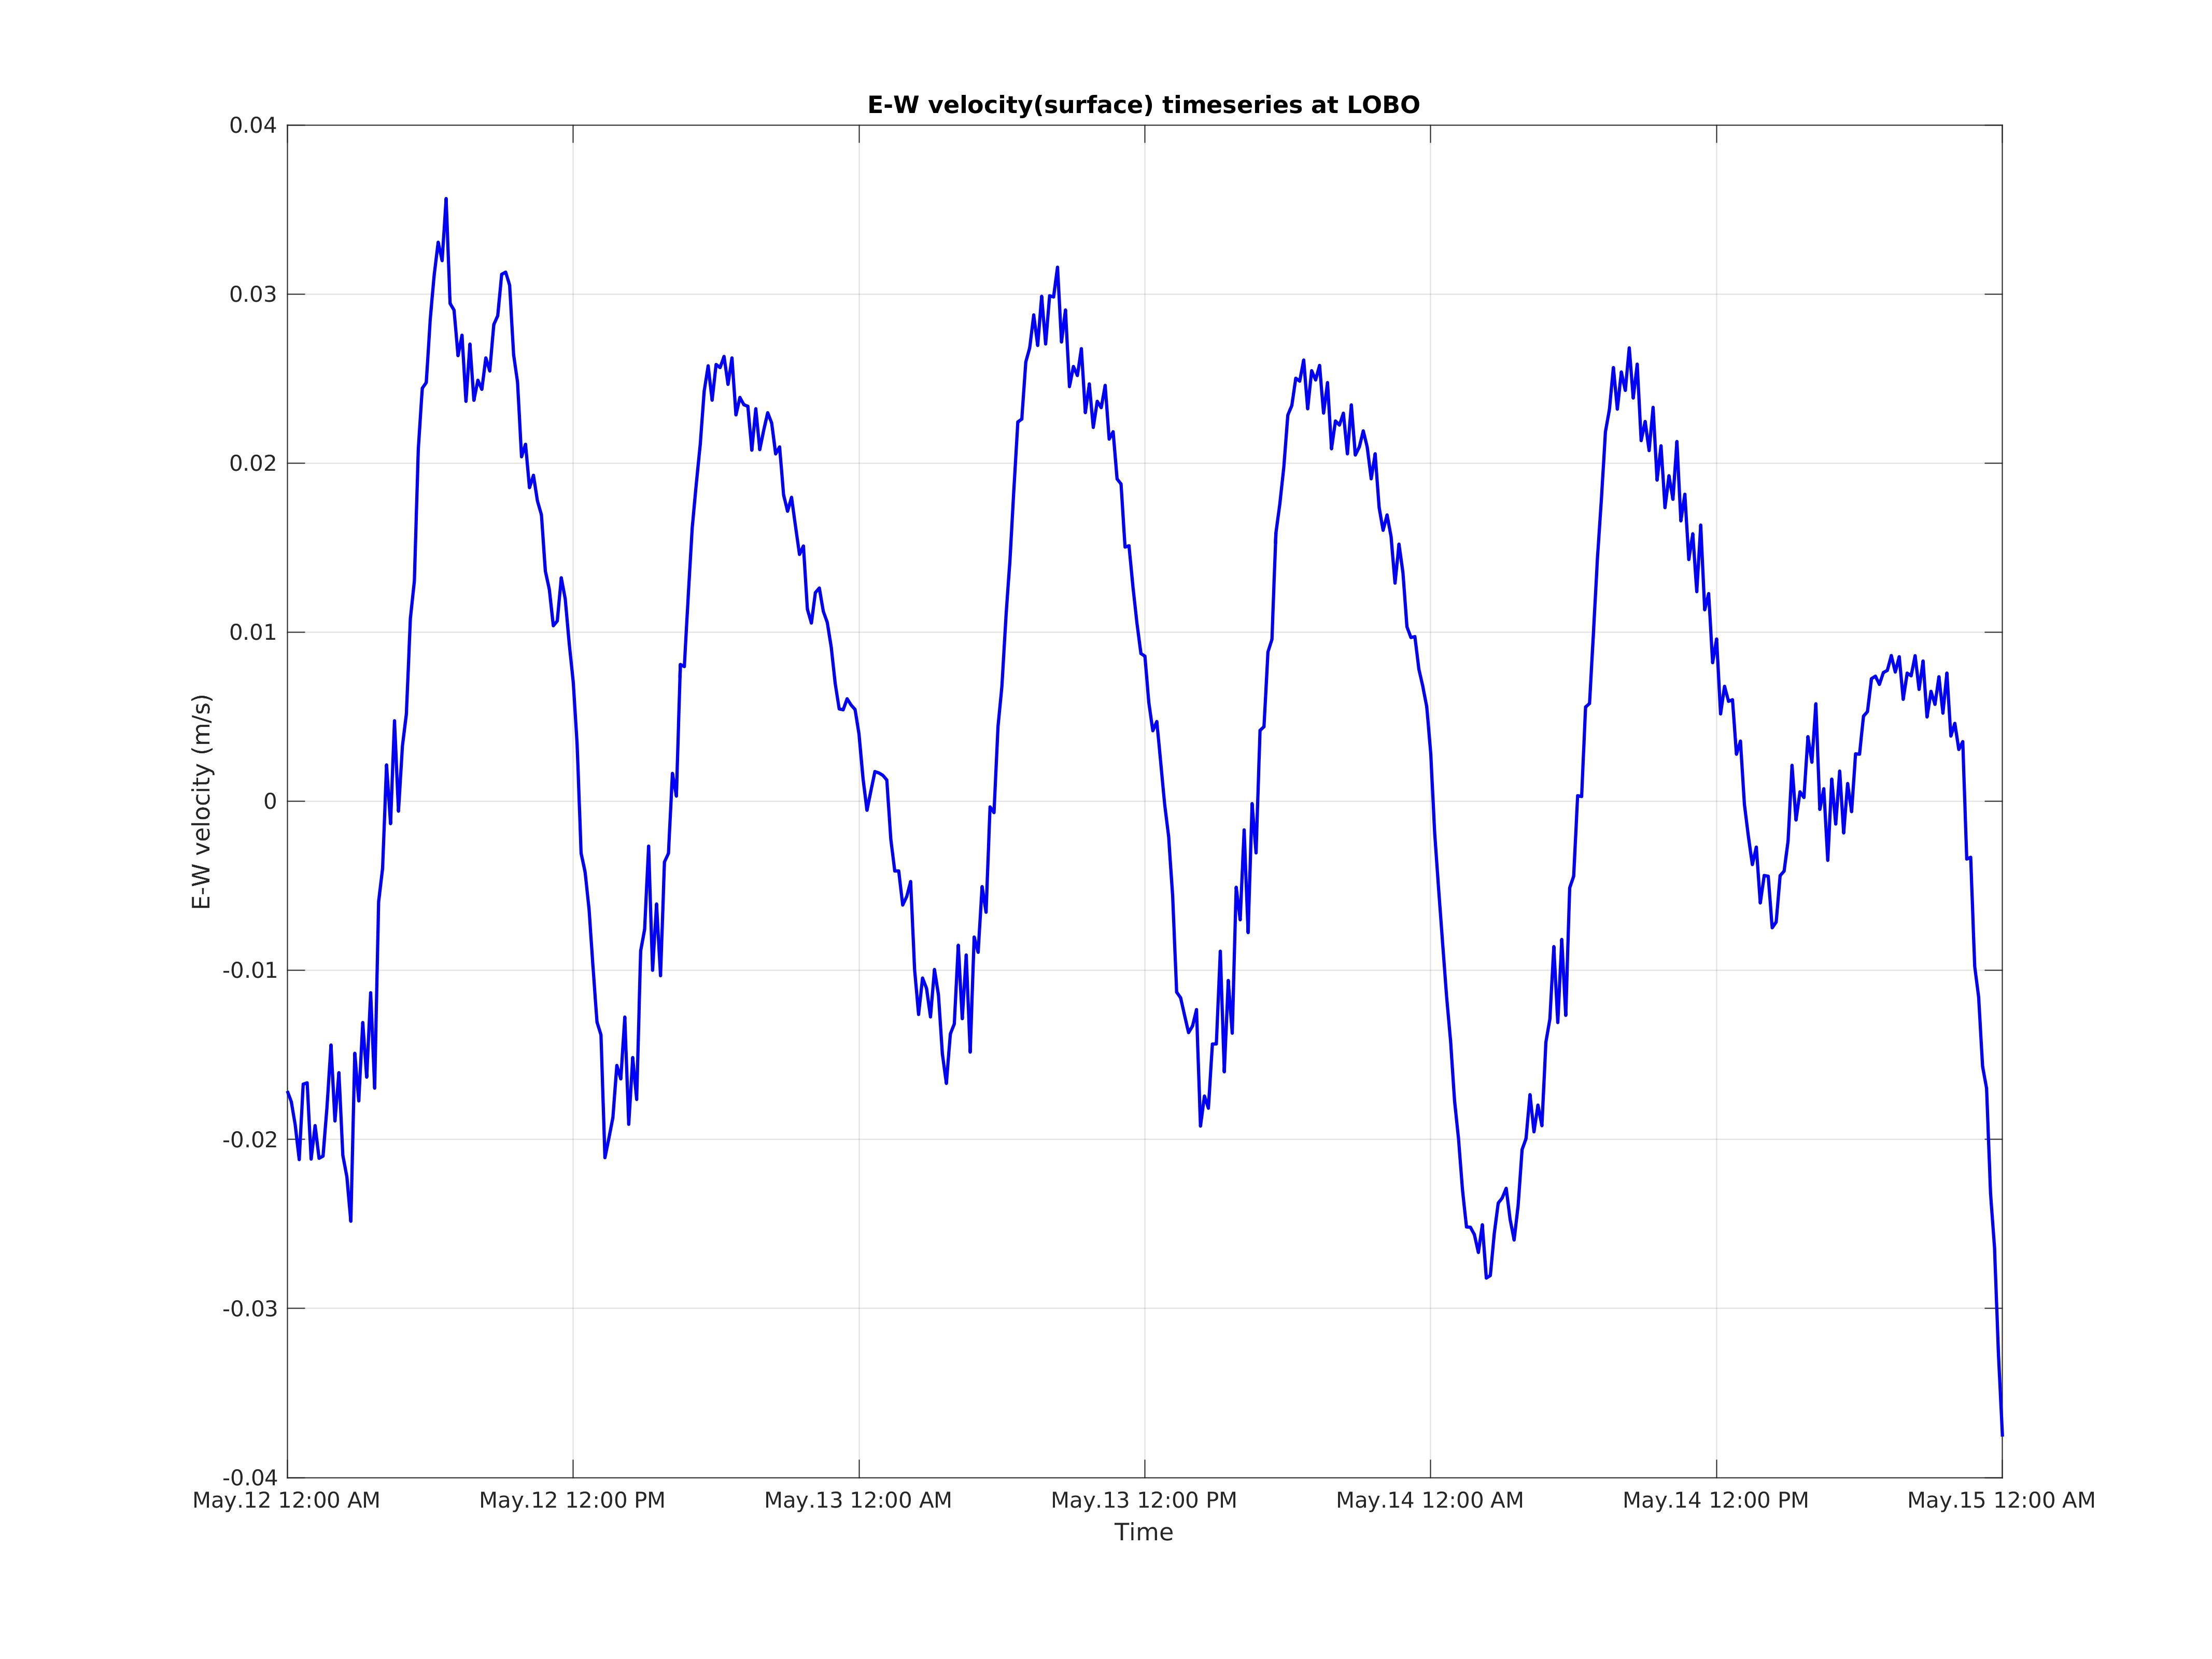 E-W velocity(surface) timeseries at LOBO
0.04
0.03
0.02
0.01
0
-0.01
-0.02
-0.03
-0.04
E-W velocity (m/s)
May.12 12:00 AM
May.12 12:00 PM
May.13 12:00 AM
May.13 12:00 PM
May.14 12:00 AM
May.14 12:00 PM
May.15 12:00 AM
Time